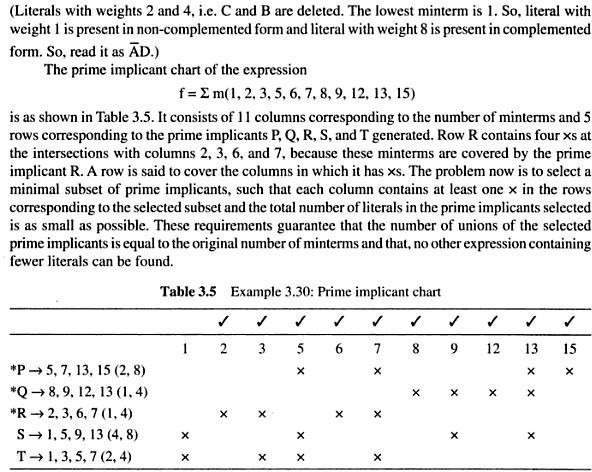 (Literals with weights 2 and 4, i.e. C and B are deleted. The lowest minterm is 1. So, literal with
weight 1 is present in non-complemented form and literal with weight 8 is present in complemented
form. So, read it as A̅D.)
The prime implicant chart of the expression
f = Σ m(1, 2, 3, 5, 6, 7, 8, 9, 12, 13, 15)
is as shown in Table 3.5. It consists of 11 columns corresponding to the number of minterms and 5
rows corresponding to the prime implicants P, Q, R, S, and T generated. Row R contains four xs at
the intersections with columns 2, 3, 6, and 7, because these minterms are covered by the prime
implicant R. A row is said to cover the columns in which it has xs. The problem now is to select a
minimal subset of prime implicants, such that each column contains at least one × in the rows
corresponding to the selected subset and the total number of literals in the prime implicants selected
is as small as possible. These requirements guarantee that the number of unions of the selected
prime implicants is equal to the original number of minterms and that, no other expression containing
fewer literals can be found.
Table 3.5 Example 3.30: Prime implicant chart
✓ ✓ ✓ ✓ ✓ ✓ ✓ ✓ ✓ ✓
1 2 3 5 6 7 8 9 12 13 15
*P → 5, 7, 13, 15 (2, 8) × × × ×
*Q → 8, 9, 12, 13 (1, 4) × × × ×
*R → 2, 3, 6, 7 (1, 4) × × × ×
S → 1, 5, 9, 13 (4, 8) × × × ×
T → 1, 3, 5, 7 (2, 4) × × × ×